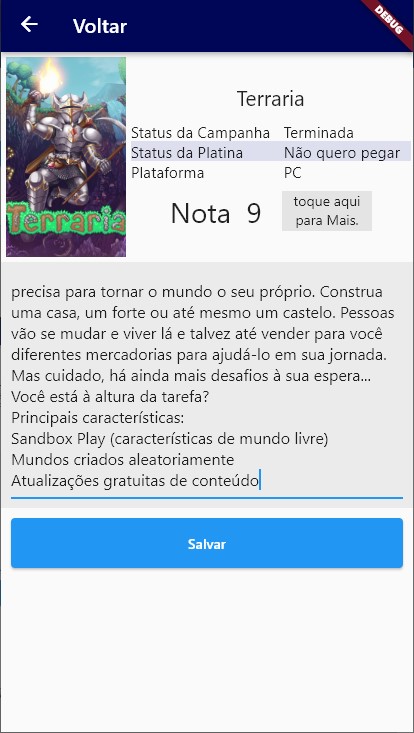 Voltar
DEBUG
Terraria
Terraria
Status da Campanha Terminada
Status da Platina Não quero pegar
Plataforma PC
Nota 9
toque aqui
para Mais.
precisa para tornar o mundo o seu próprio. Construa
uma casa, um forte ou até mesmo um castelo. Pessoas
vão se mudar e viver lá e talvez até vender para você
diferentes mercadorias para ajudá-lo em sua jornada.
Mas cuidado, há ainda mais desafios à sua espera...
Você está à altura da tarefa?
Principais características:
Sandbox Play (características de mundo livre)
Mundos criados aleatoriamente
Atualizações gratuitas de conteúdo
Salvar